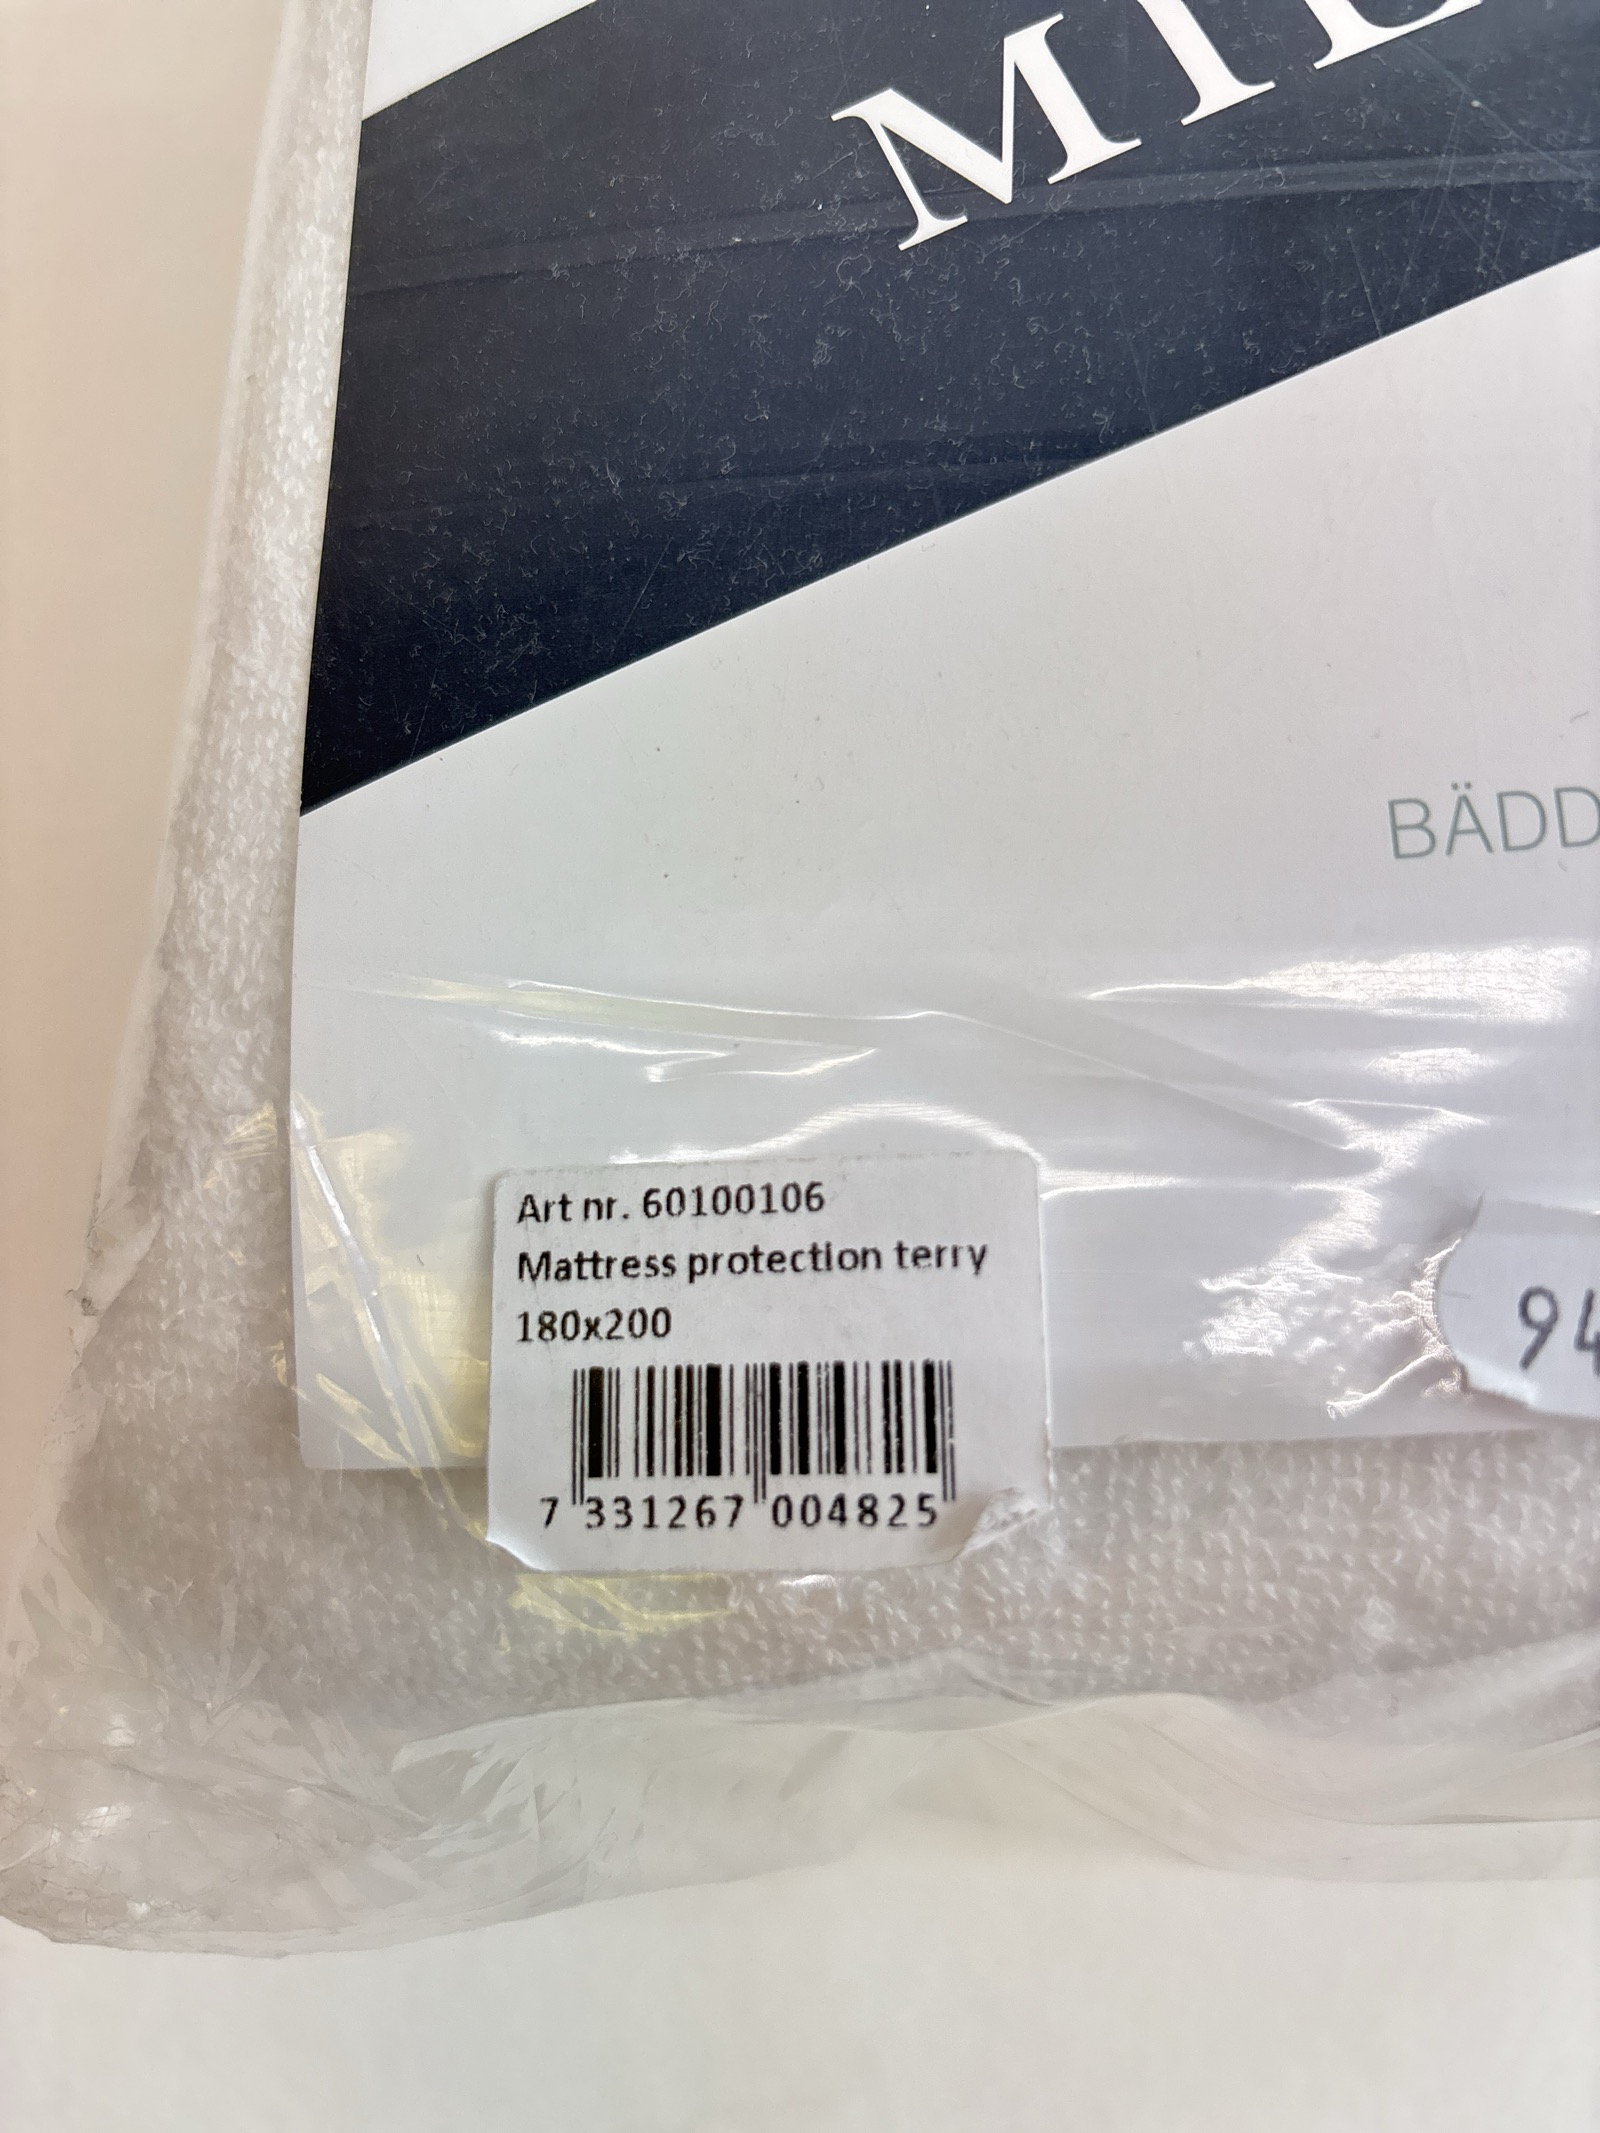 MIL
BÄDD
Art nr. 60100106
Mattress protection terry
180x200
94
7 331267 004825